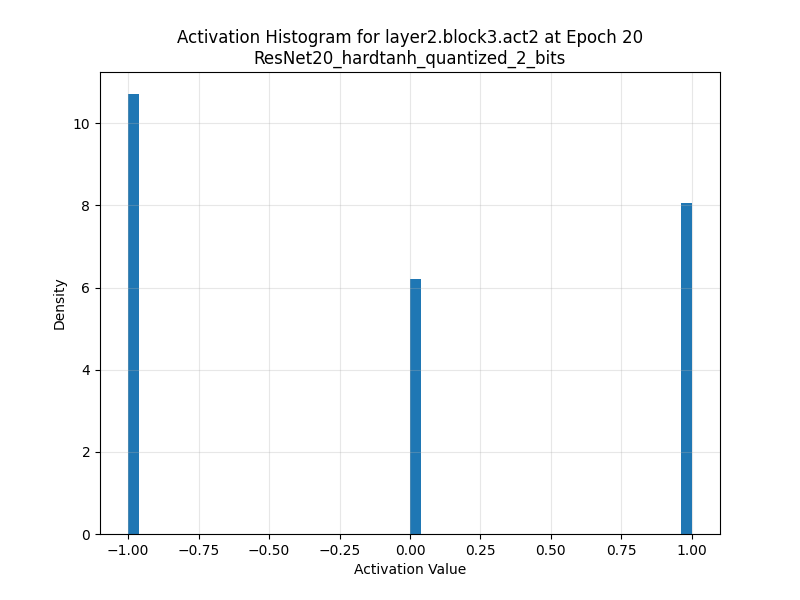 Activation Histogram for layer2.block3.act2 at Epoch 20
ResNet20_hardtanh_quantized_2_bits
Density
10
8
6
4
2
0
−1.00 −0.75 −0.50 −0.25 0.00 0.25 0.50 0.75 1.00
Activation Value